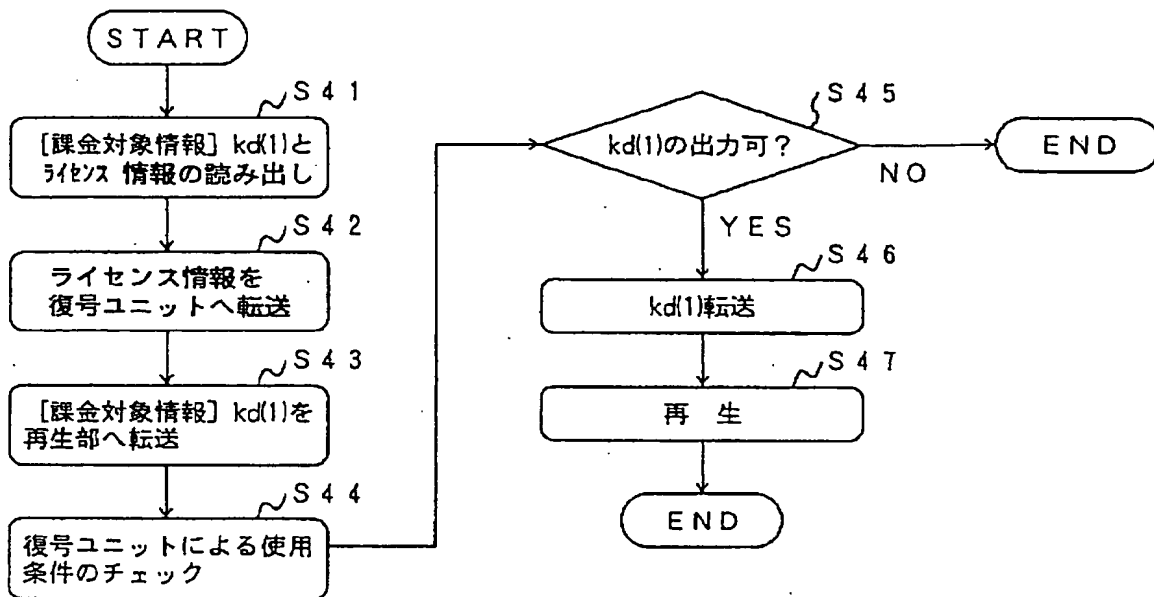 START
S41
[課金対象情報] kd(1)と
ライセンス 情報の読み出し
S42
ライセンス情報を
復号ユニットへ転送
S43
[課金対象情報] kd(1)を
再生部へ転送
S44
復号ユニットによる使用
条件のチェック
S45
kd(1)の出力可?
NO
END
YES
S46
kd(1)転送
S47
再 生
END